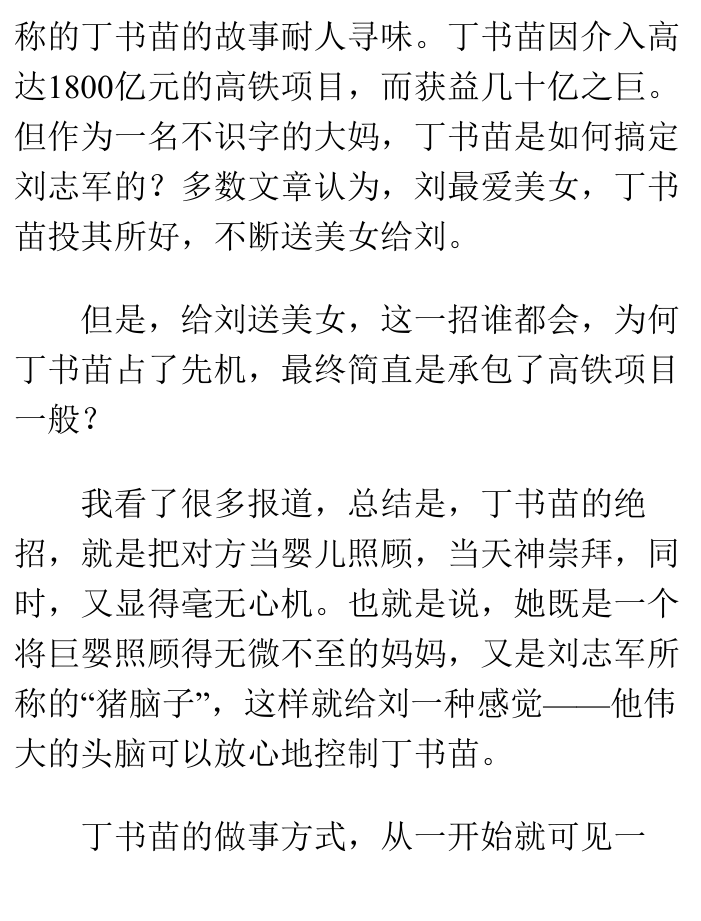 称的丁书苗的故事耐人寻味。丁书苗因介入高
达1800亿元的高铁项目，而获益几十亿之巨。
但作为一名不识字的大妈，丁书苗是如何搞定
刘志军的？多数文章认为，刘最爱美女，丁书
苗投其所好，不断送美女给刘。
但是，给刘送美女，这一招谁都会，为何
丁书苗占了先机，最终简直是承包了高铁项目
一般？
我看了很多报道，总结是，丁书苗的绝
招，就是把对方当婴儿照顾，当天神崇拜，同
时，又显得毫无心机。也就是说，她既是一个
将巨婴照顾得无微不至的妈妈，又是刘志军所
称的“猪脑子”，这样就给刘一种感觉——他伟
大的头脑可以放心地控制丁书苗。
丁书苗的做事方式，从一开始就可见一